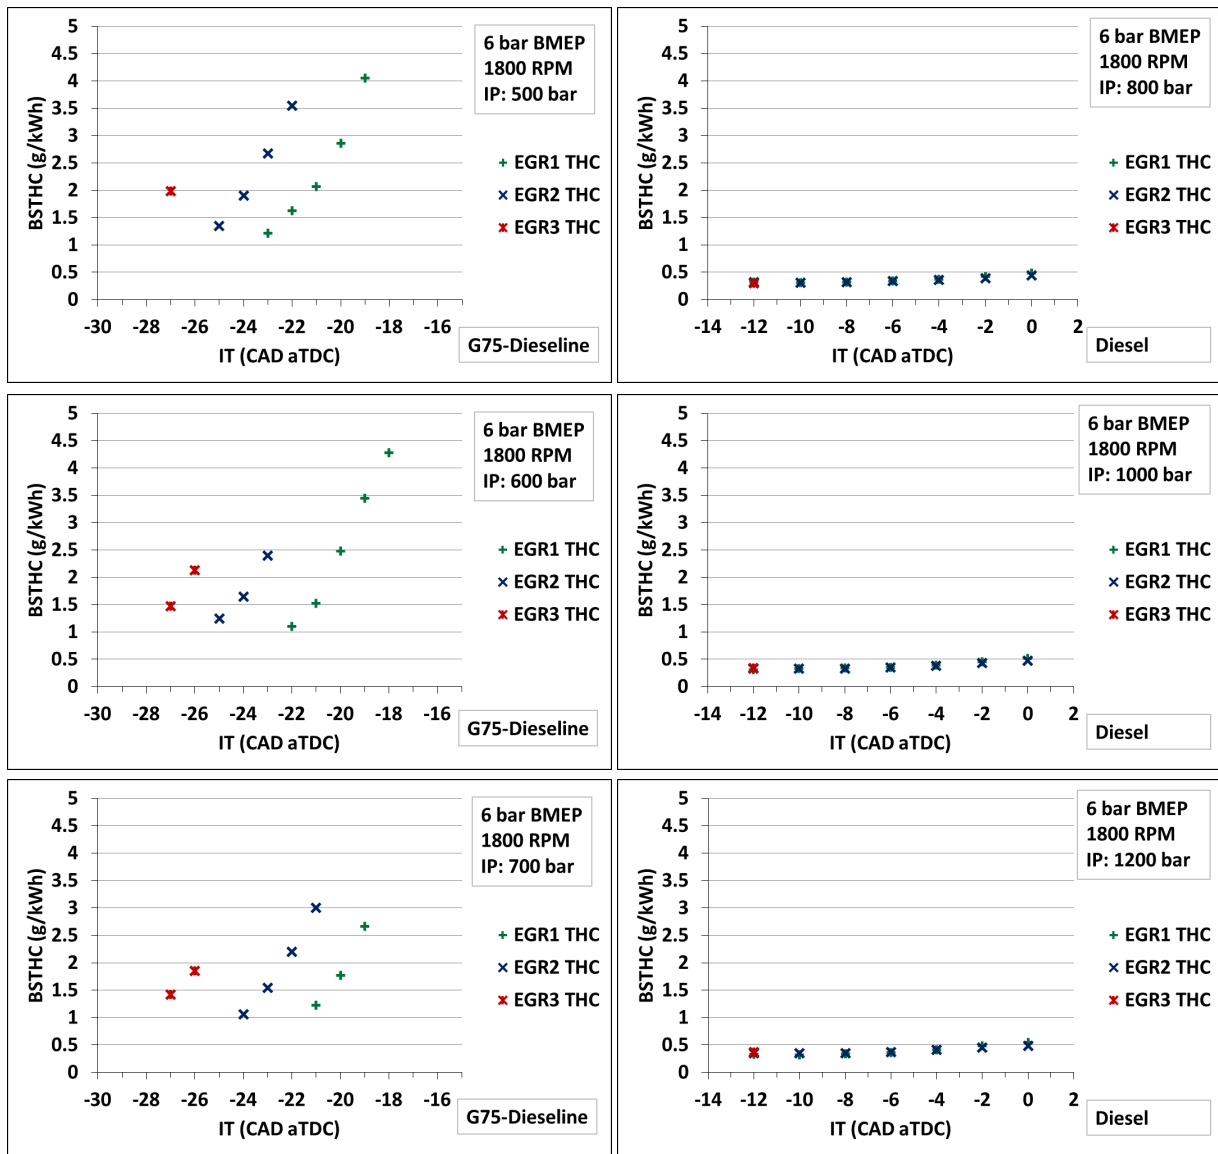 5
4.5
4
3.5
3
2.5
2
1.5
1
0.5
0
BSTHC (g/kWh)
-30 -28 -26 -24 -22 -20 -18 -16
IT (CAD aTDC)
6 bar BMEP
1800 RPM
IP: 500 bar
EGR1 THC
EGR2 THC
EGR3 THC
G75-Dieseline
5
4.5
4
3.5
3
2.5
2
1.5
1
0.5
0
BSTHC (g/kWh)
-14 -12 -10 -8 -6 -4 -2 0 2
IT (CAD aTDC)
6 bar BMEP
1800 RPM
IP: 800 bar
EGR1 THC
EGR2 THC
EGR3 THC
Diesel
5
4.5
4
3.5
3
2.5
2
1.5
1
0.5
0
BSTHC (g/kWh)
-30 -28 -26 -24 -22 -20 -18 -16
IT (CAD aTDC)
6 bar BMEP
1800 RPM
IP: 600 bar
EGR1 THC
EGR2 THC
EGR3 THC
G75-Dieseline
5
4.5
4
3.5
3
2.5
2
1.5
1
0.5
0
BSTHC (g/kWh)
-14 -12 -10 -8 -6 -4 -2 0 2
IT (CAD aTDC)
6 bar BMEP
1800 RPM
IP: 1000 bar
EGR1 THC
EGR2 THC
EGR3 THC
Diesel
5
4.5
4
3.5
3
2.5
2
1.5
1
0.5
0
BSTHC (g/kWh)
-30 -28 -26 -24 -22 -20 -18 -16
IT (CAD aTDC)
6 bar BMEP
1800 RPM
IP: 700 bar
EGR1 THC
EGR2 THC
EGR3 THC
G75-Dieseline
5
4.5
4
3.5
3
2.5
2
1.5
1
0.5
0
BSTHC (g/kWh)
-14 -12 -10 -8 -6 -4 -2 0 2
IT (CAD aTDC)
6 bar BMEP
1800 RPM
IP: 1200 bar
EGR1 THC
EGR2 THC
EGR3 THC
Diesel